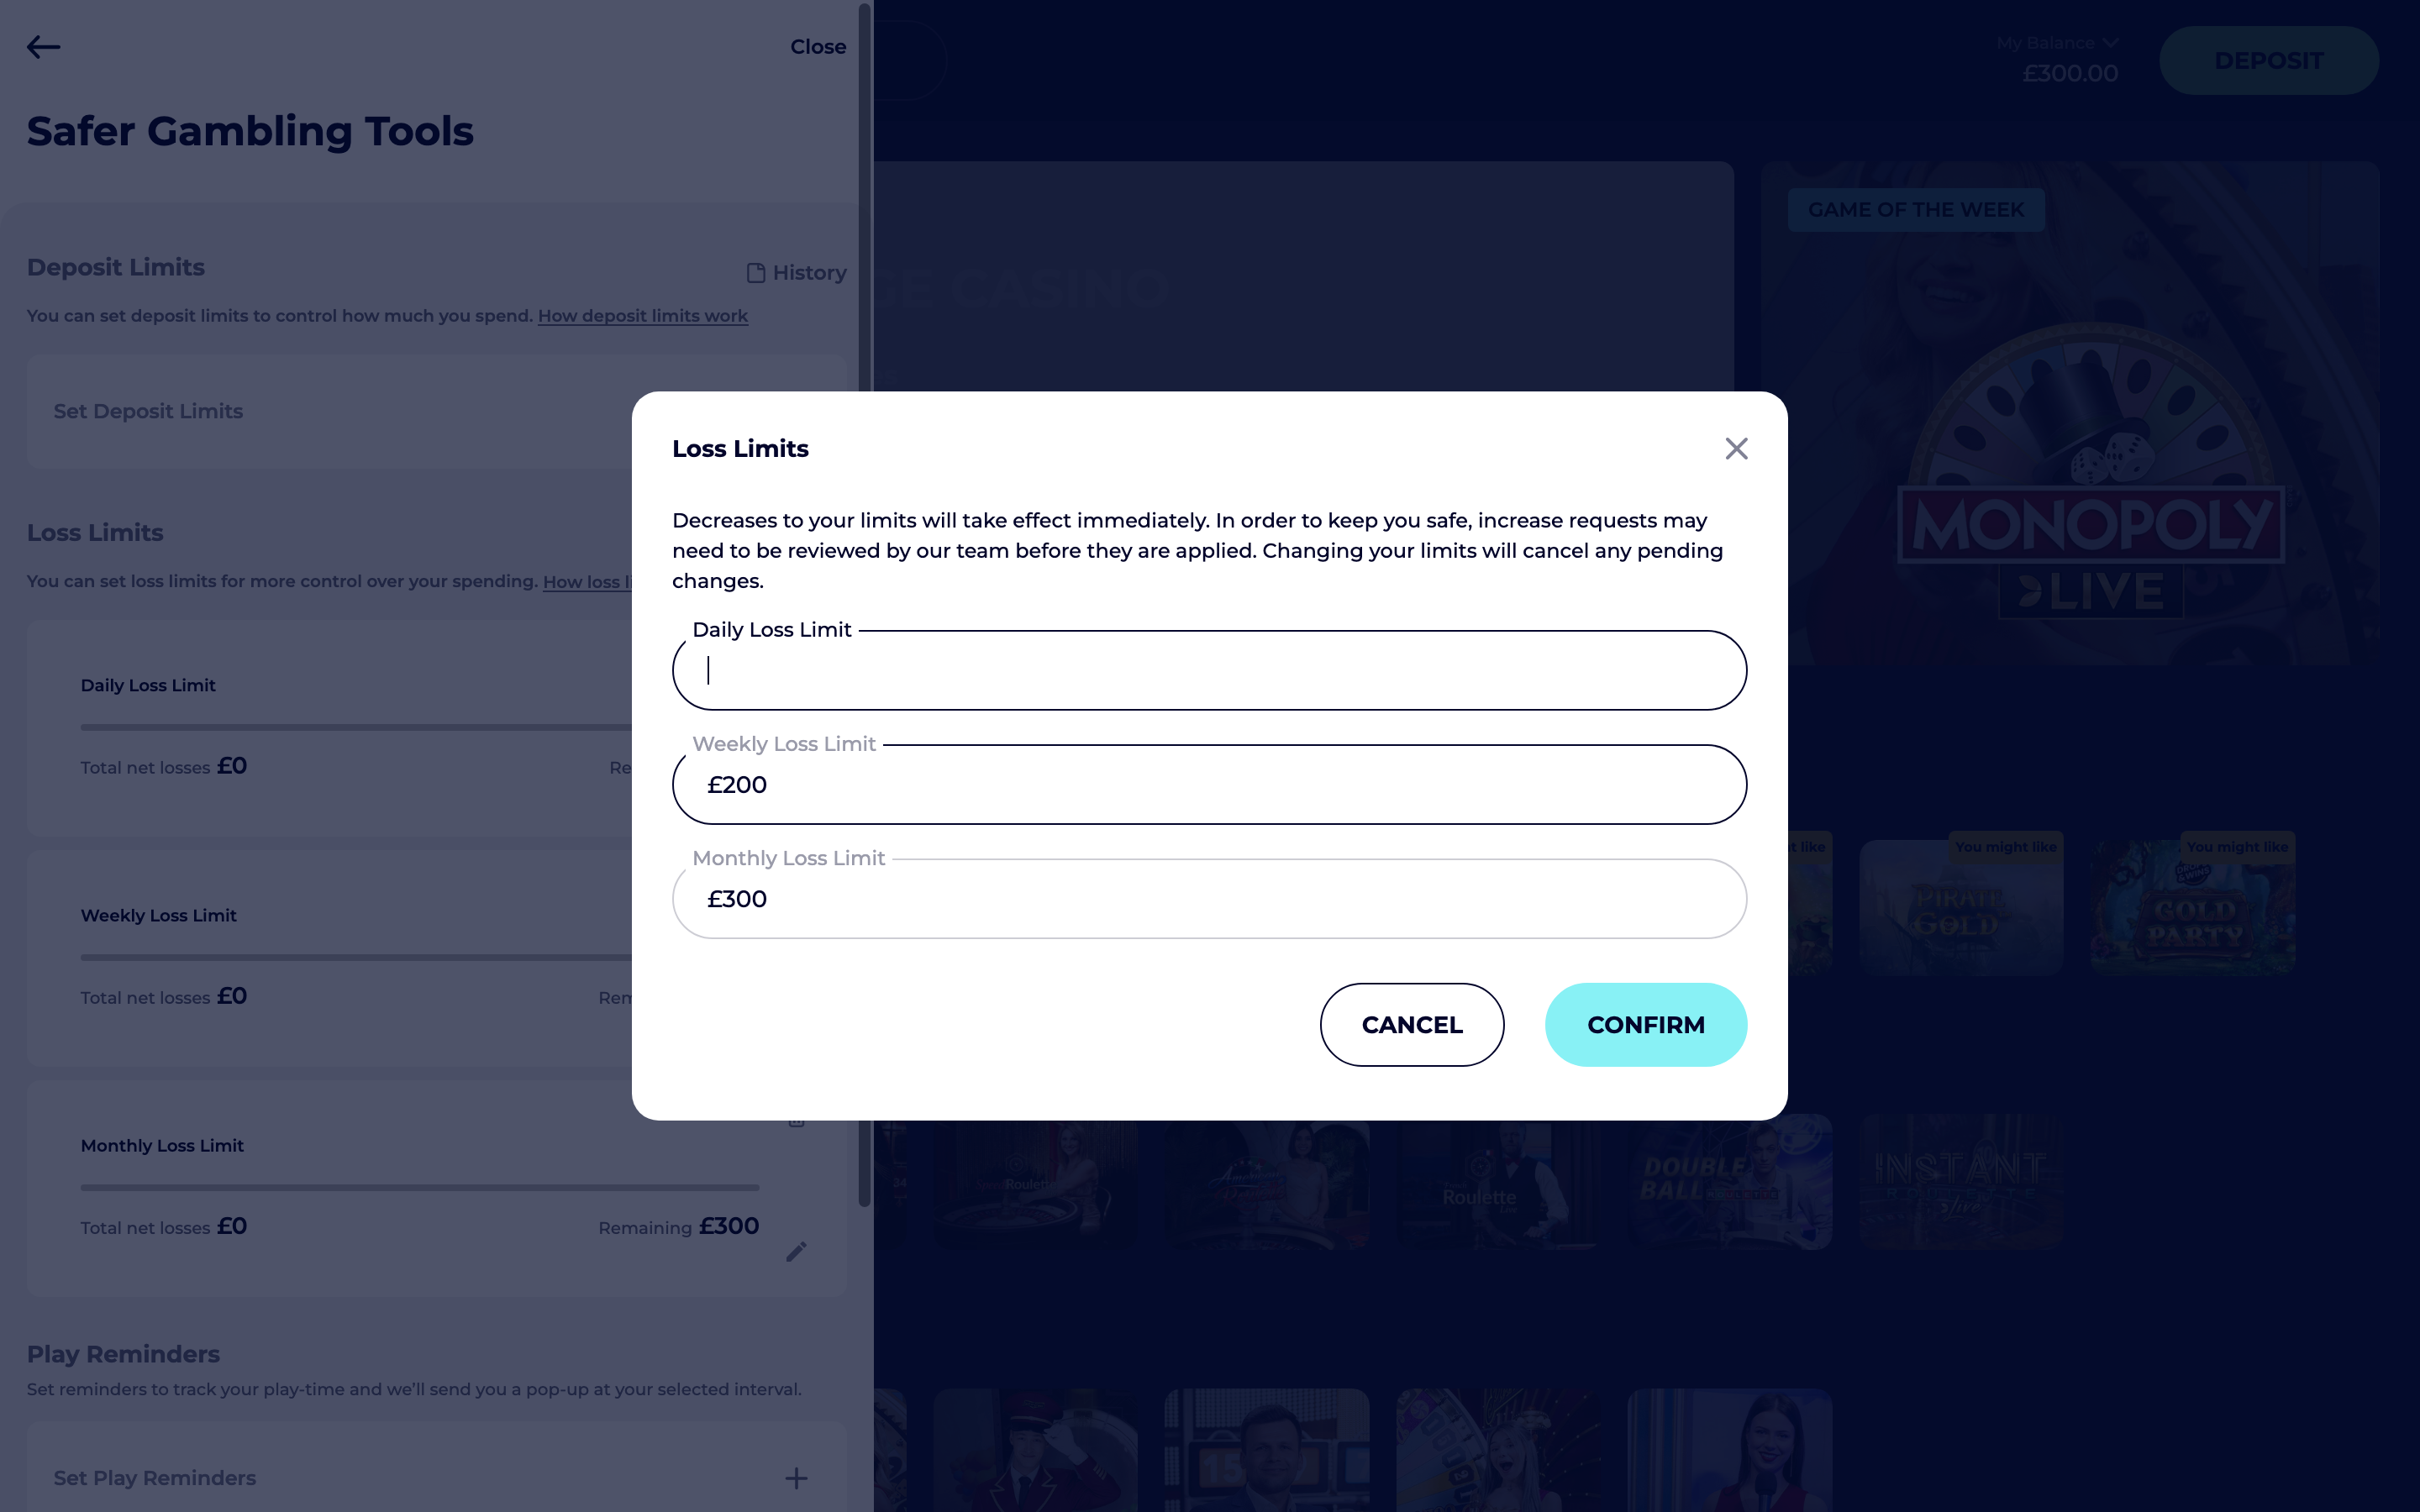 Close
My Balance
£300.00
DEPOSIT
Safer Gambling Tools
GAME OF THE WEEK
Deposit Limits
History
GE CASINO
You can set deposit limits to control how much you spend. How deposit limits work
Set Deposit Limits
Loss Limits
Decreases to your limits will take effect immediately. In order to keep you safe, increase requests may
need to be reviewed by our team before they are applied. Changing your limits will cancel any pending
changes.
Daily Loss Limit
Weekly Loss Limit
£200
Monthly Loss Limit
£300
CANCEL
CONFIRM
MONOPOLY
LIVE
Loss Limits
You can set loss limits for more control over your spending. How loss li
Daily Loss Limit
Total net losses £0
Re
Weekly Loss Limit
Total net losses £0
Rem
Monthly Loss Limit
Total net losses £0
Remaining £300
t like
You might like
You might like
PIRATE
GOLD
GOLD
PARTY
Roulette
Roulette
Live
DOUBLE
BALL
INSTANT
Play Reminders
Set reminders to track your play-time and we'll send you a pop-up at your selected interval.
Set Play Reminders